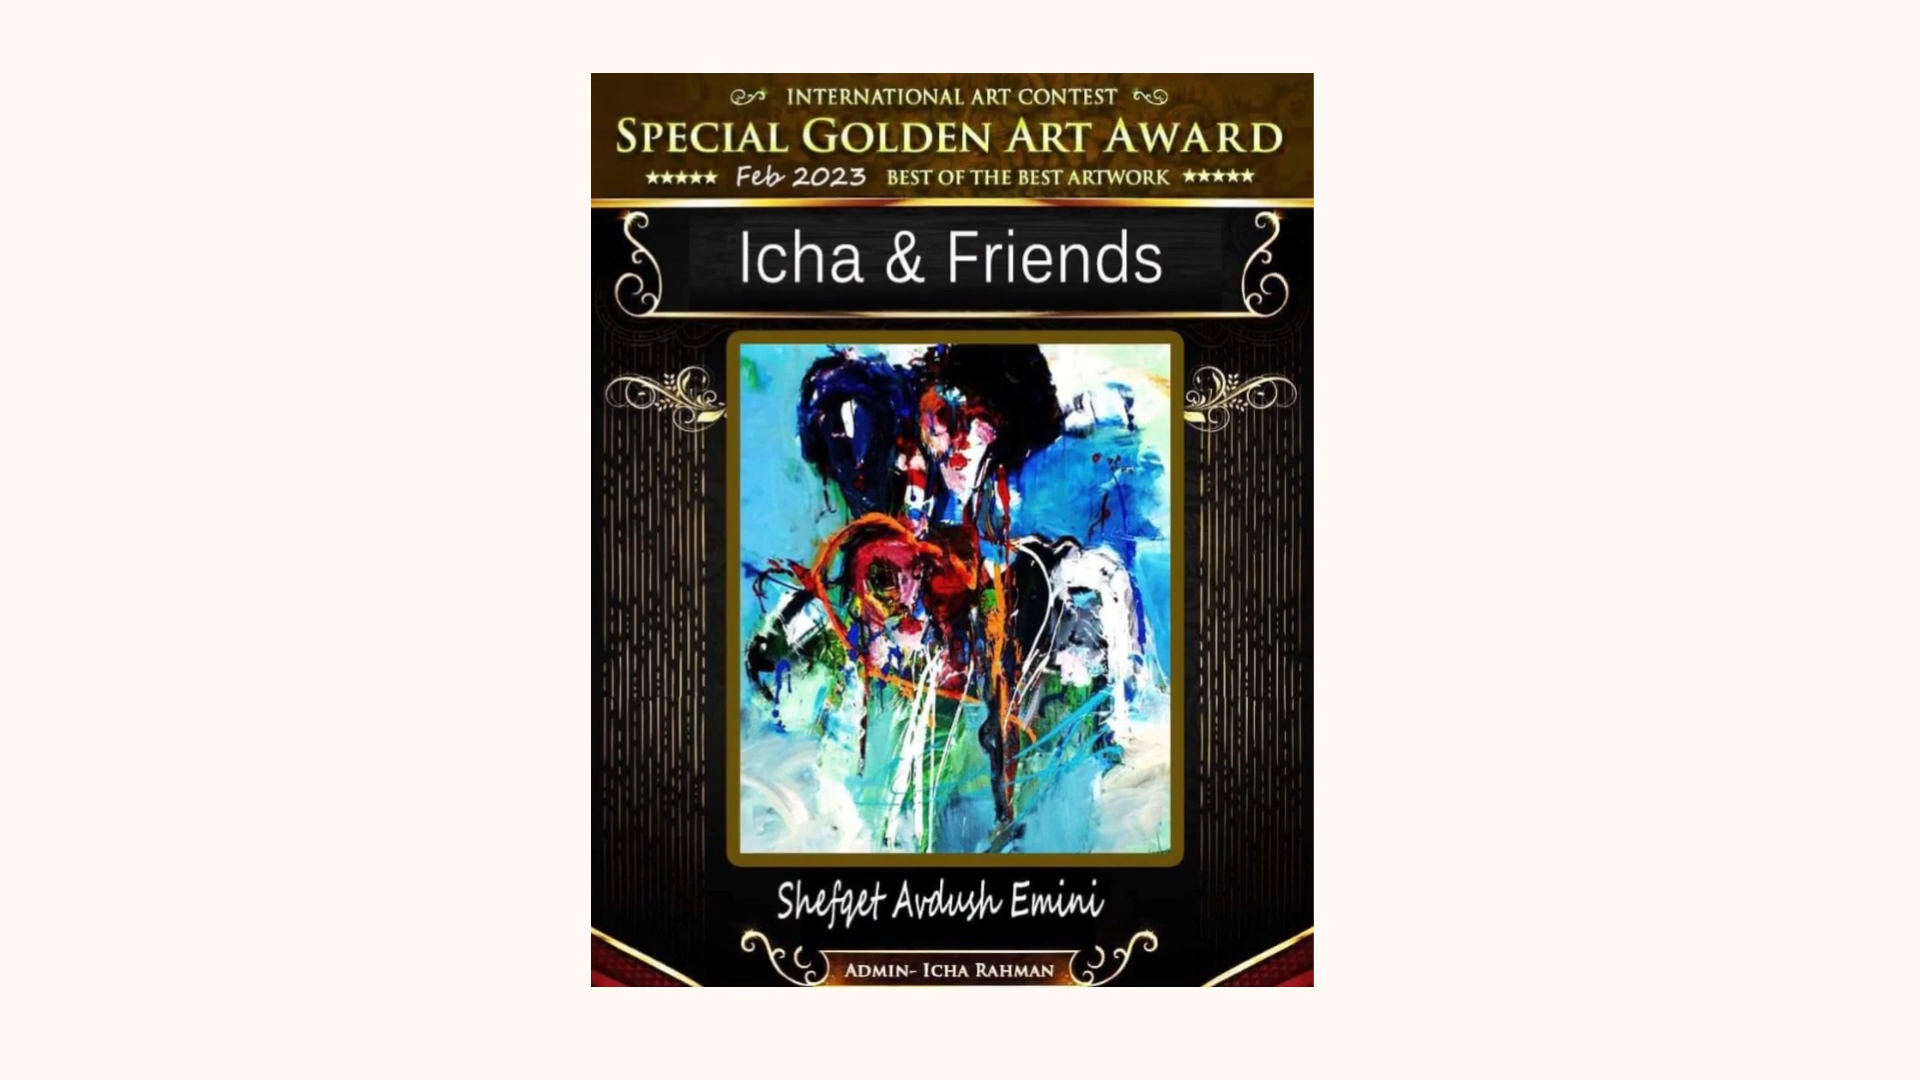 INTERNATIONAL ART CONTEST
SPECIAL GOLDEN ART AWARD
Feb 2023 BEST OF THE BEST ARTWORK
Icha & Friends
Shefqet Avdush Emini
ADMIN- ICHA RAHMAN